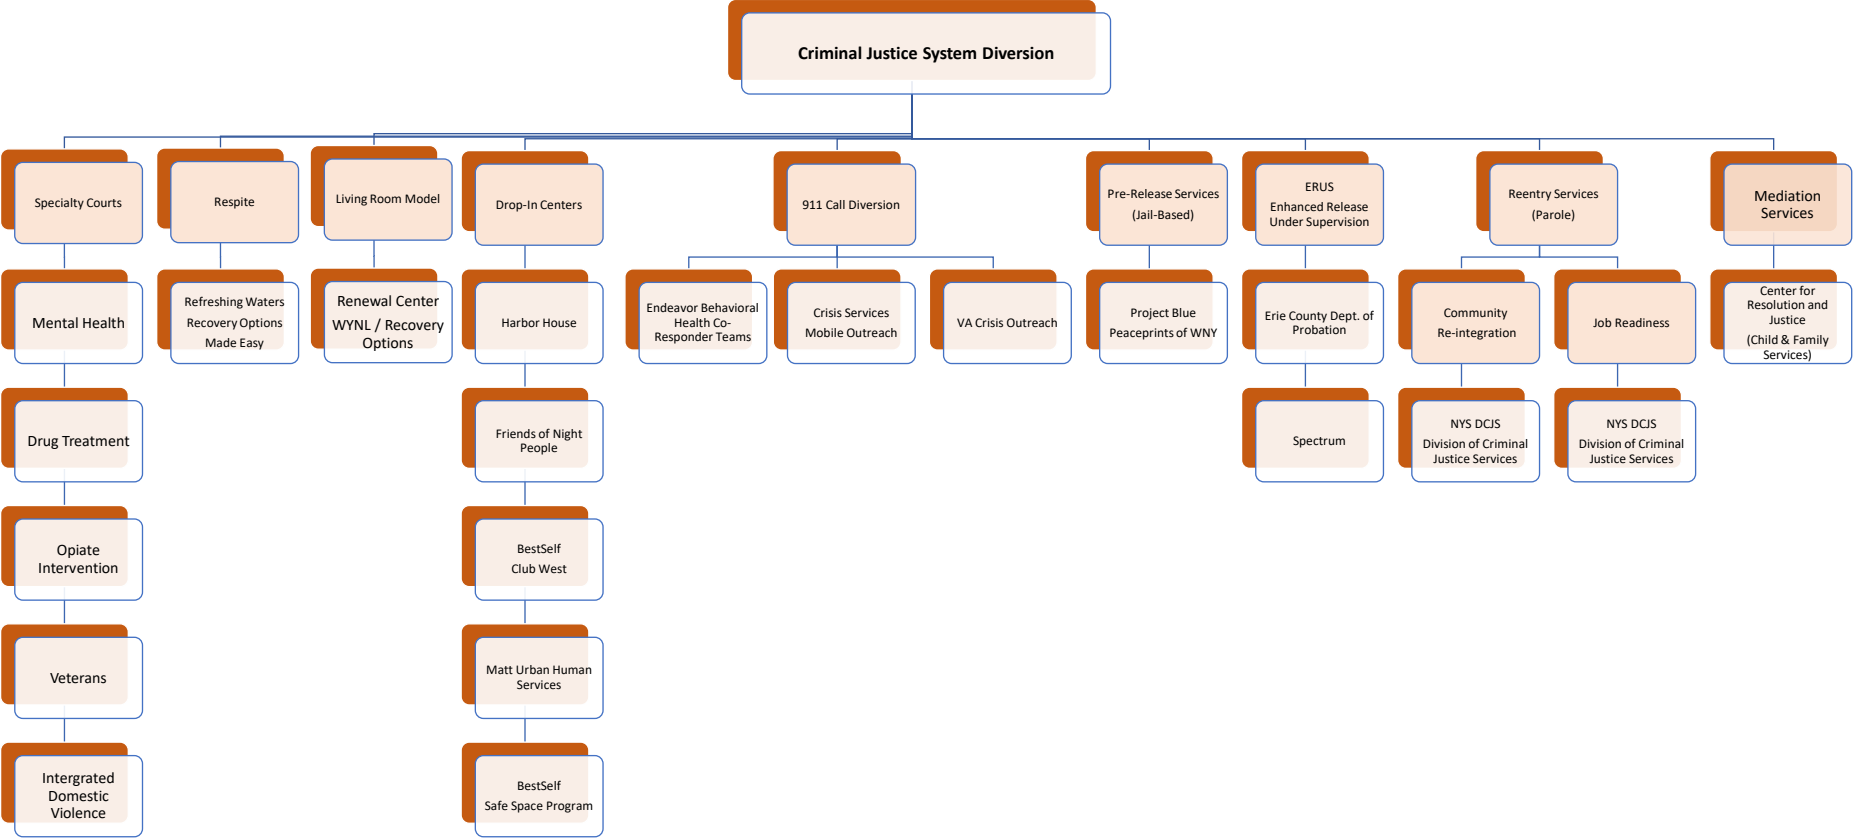 Criminal Justice System Diversion
Specialty Courts
Respite
Living Room Model
Drop-In Centers
911 Call Diversion
Pre-Release Services
(Jail-Based)
ERUS
Enhanced Release
Under Supervision
Reentry Services
(Parole)
Mediation
Services
Mental Health
Refreshing Waters
Recovery Options
Made Easy
Renewal Center
WYNL / Recovery
Options
Harbor House
Endeavor Behavioral
Health Co-
Responder Teams
Crisis Services
Mobile Outreach
VA Crisis Outreach
Project Blue
Peaceprints of WNY
Erie County Dept. of
Probation
Community
Re-integration
Job Readiness
Center for
Resolution and
Justice
(Child & Family
Services)
Drug Treatment
Friends of Night
People
Spectrum
NYS DCJS
Division of Criminal
Justice Services
NYS DCJS
Division of Criminal
Justice Services
Opiate
Intervention
BestSelf
Club West
Veterans
Matt Urban Human
Services
Intergrated
Domestic
Violence
BestSelf
Safe Space Program